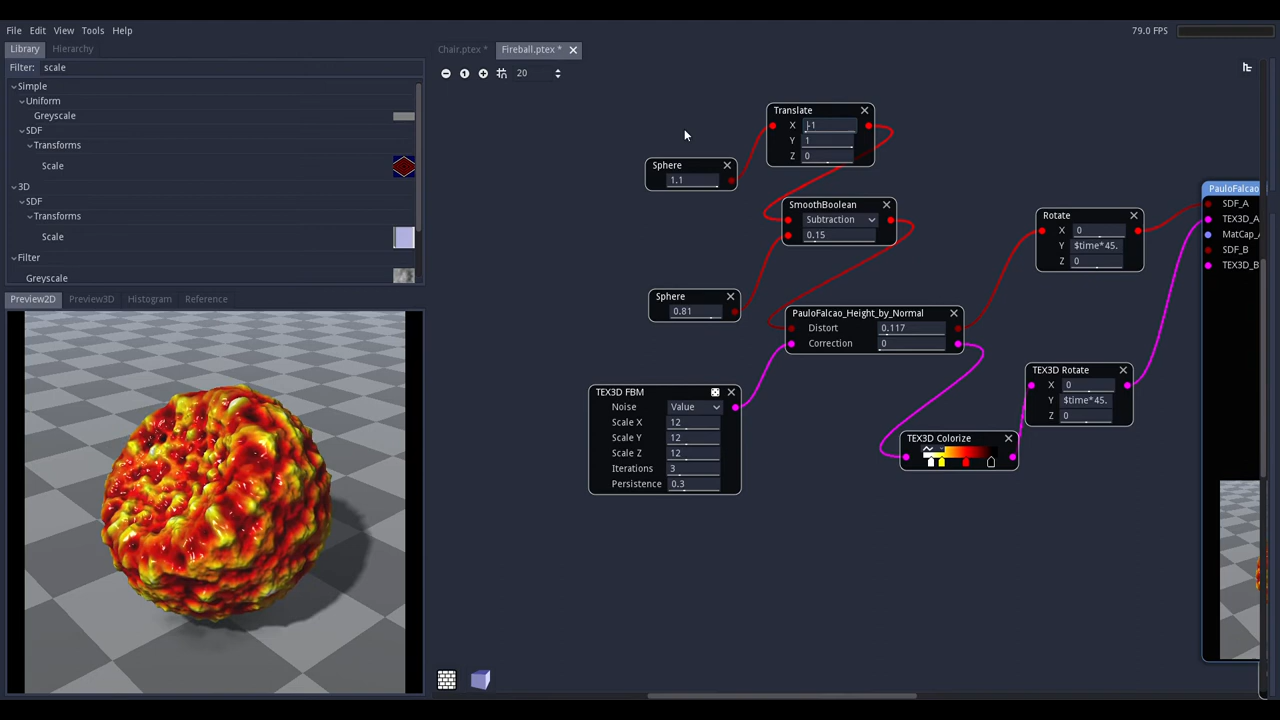 File Edit View Tools Help
79.0 FPS
Library Hierarchy
Chair.ptex * Fireball.ptex *
Filter: scale
20
Simple
Uniform
Greyscale
SDF
Transforms
Scale
3D
SDF
Transforms
Scale
Filter
Greyscale
Preview2D Preview3D Histogram Reference
Translate
X -1
Y 1
Z 0
Sphere
1.1
SmoothBoolean
Subtraction
0.15
Sphere
0.81
PauloFalcao_Height_by_Normal
Distort 0.117
Correction 0
TEX3D FBM
Noise Value
Scale X 12
Scale Y 12
Scale Z 12
Iterations 3
Persistence 0.3
TEX3D Colorize
Rotate
X 0
Y $time*45.
Z 0
TEX3D Rotate
X 0
Y $time*45.
Z 0
PauloFalcao
SDF_A
TEX3D_A
MatCap_
SDF_B
TEX3D_B